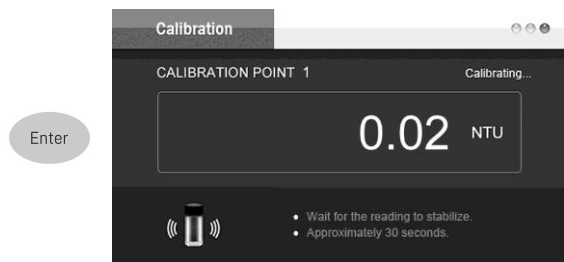 Calibration
CALIBRATION POINT 1 Calibrating...
Enter
0.02 NTU
• Wait for the reading to stabilize.
• Approximately 30 seconds.